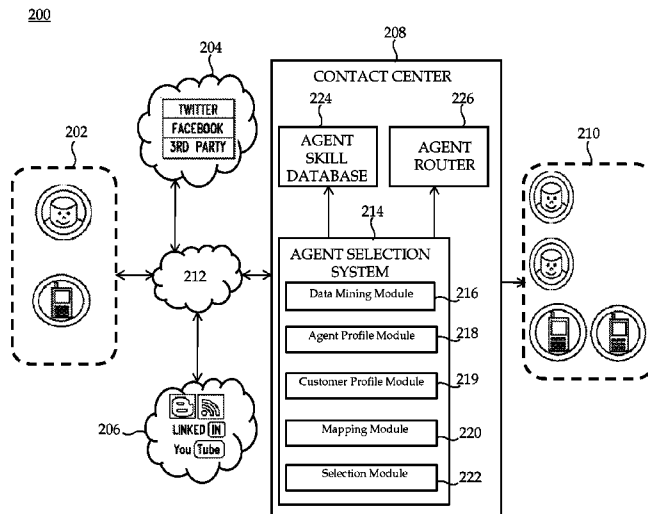 200
204
208
CONTACT CENTER
TWITTER
FACEBOOK
3RD PARTY
224
226
202
AGENT
SKILL
DATABASE
AGENT
ROUTER
210
214
AGENT SELECTION
SYSTEM
212
Data Mining Module
216
Agent Profile Module
218
Customer Profile Module
219
Mapping Module
220
Selection Module
222
206
B
LINKED IN
You Tube